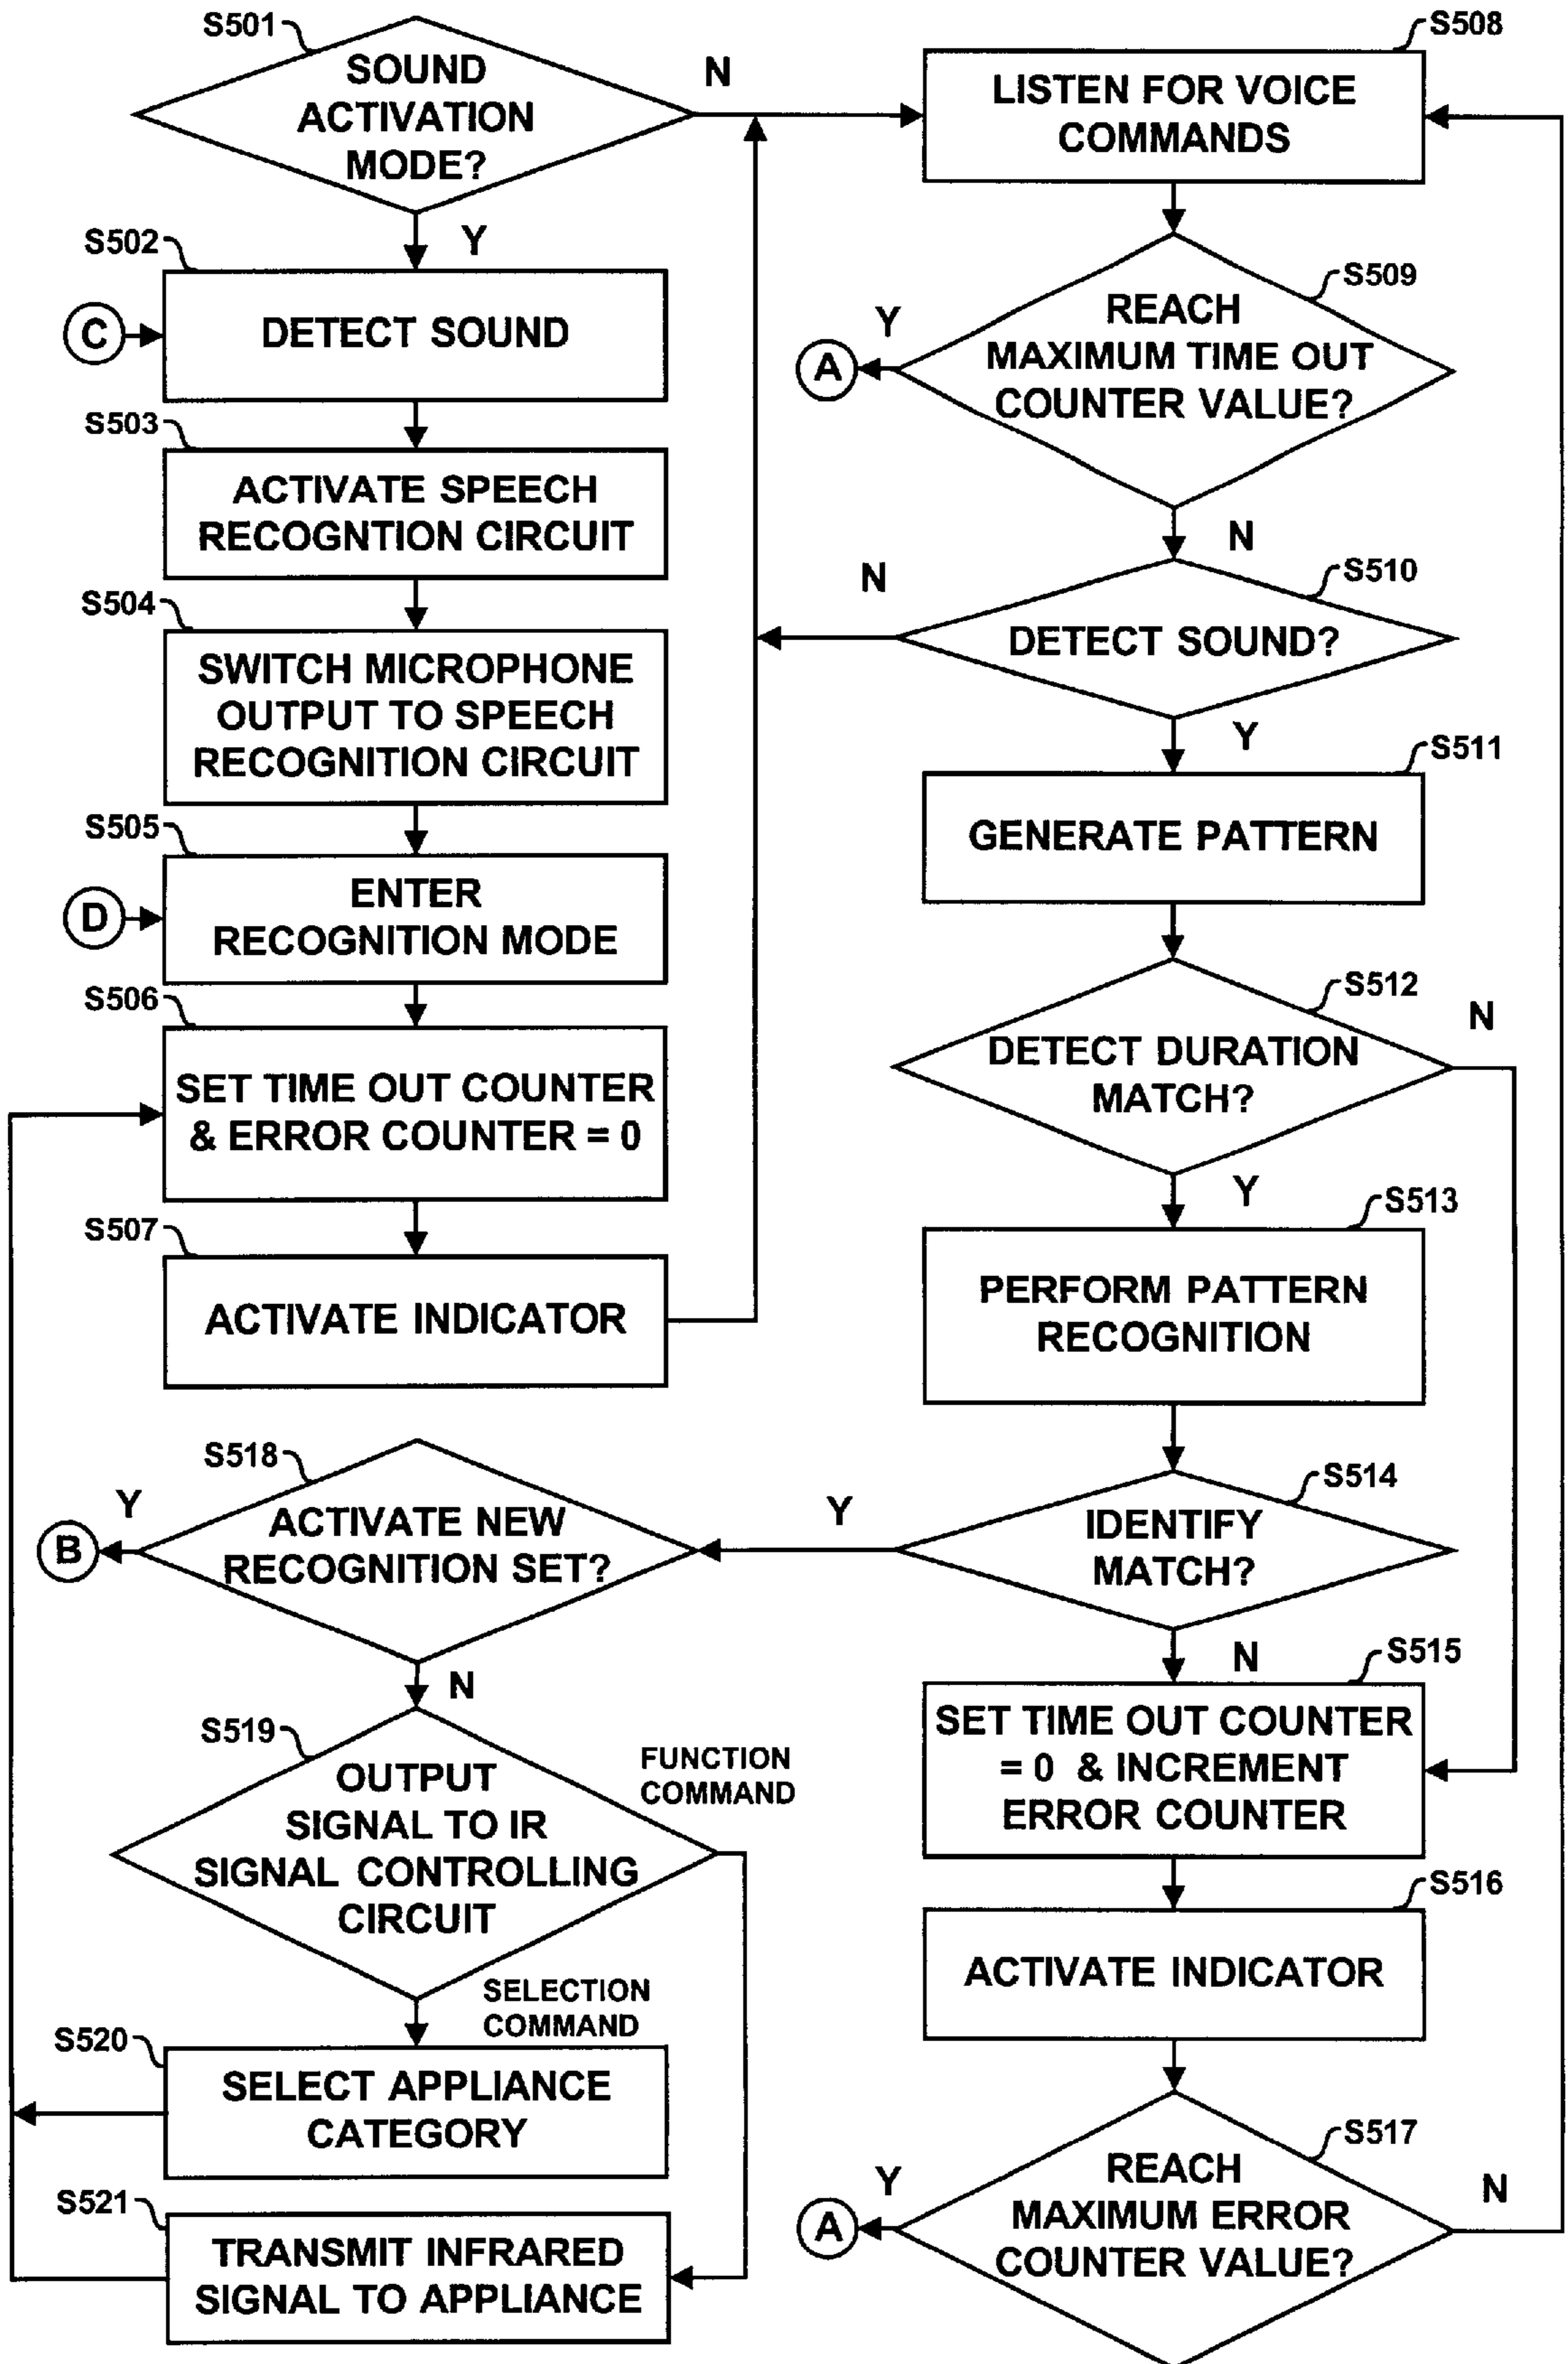 S501
SOUND
ACTIVATION
MODE?
N
Y
S502
C
DETECT SOUND
S503
ACTIVATE SPEECH
RECOGNTION CIRCUIT
S504
SWITCH MICROPHONE
OUTPUT TO SPEECH
RECOGNITION CIRCUIT
S505
D
ENTER
RECOGNITION MODE
S506
SET TIME OUT COUNTER
& ERROR COUNTER = 0
S507
ACTIVATE INDICATOR
S508
LISTEN FOR VOICE
COMMANDS
S509
REACH
MAXIMUM TIME OUT
COUNTER VALUE?
Y
A
N
S510
N
DETECT SOUND?
Y
S511
GENERATE PATTERN
S512
DETECT DURATION
MATCH?
N
Y
S513
PERFORM PATTERN
RECOGNITION
S514
IDENTIFY
MATCH?
Y
N
S515
SET TIME OUT COUNTER
= 0 & INCREMENT
ERROR COUNTER
S516
ACTIVATE INDICATOR
S517
REACH
MAXIMUM ERROR
COUNTER VALUE?
Y
A
N
S518
ACTIVATE NEW
RECOGNITION SET?
Y
B
N
S519
OUTPUT
SIGNAL TO IR
SIGNAL CONTROLLING
CIRCUIT
FUNCTION
COMMAND
SELECTION
COMMAND
S520
SELECT APPLIANCE
CATEGORY
S521
TRANSMIT INFRARED
SIGNAL TO APPLIANCE